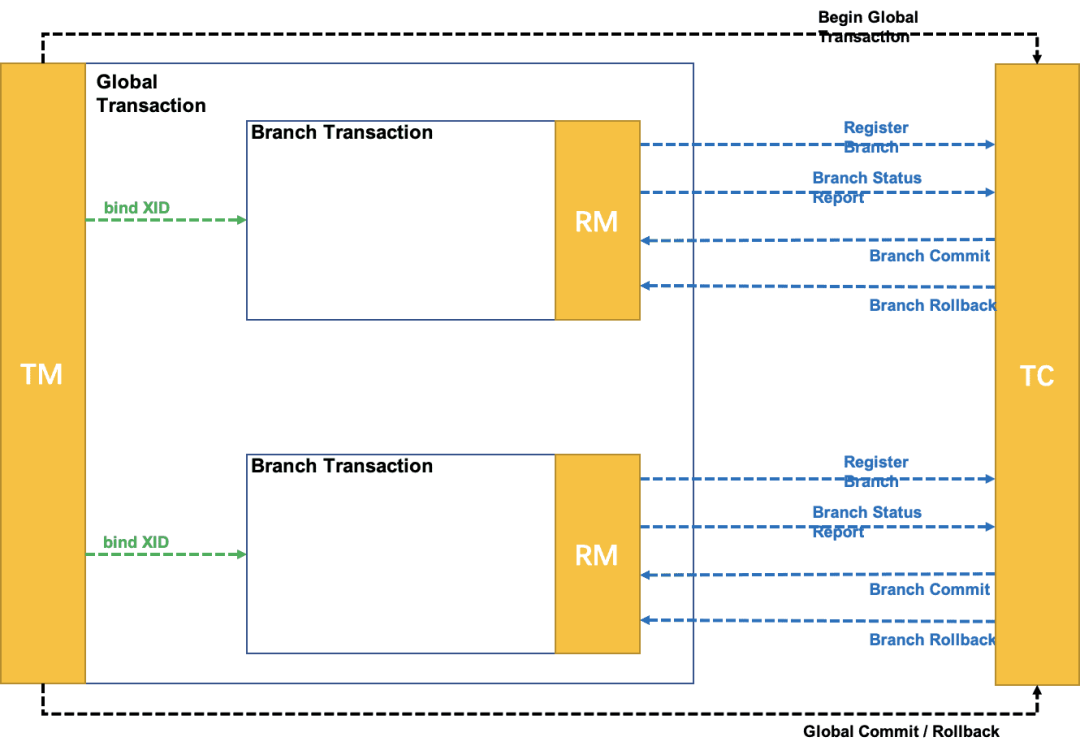 Begin Global
Transaction
Global
Transaction
Branch Transaction
Register
Branch
Branch Status
Report
bind XID
RM
Branch Commit
Branch Rollback
TM
TC
Branch Transaction
Register
Branch
Branch Status
Report
bind XID
RM
Branch Commit
Branch Rollback
Global Commit / Rollback